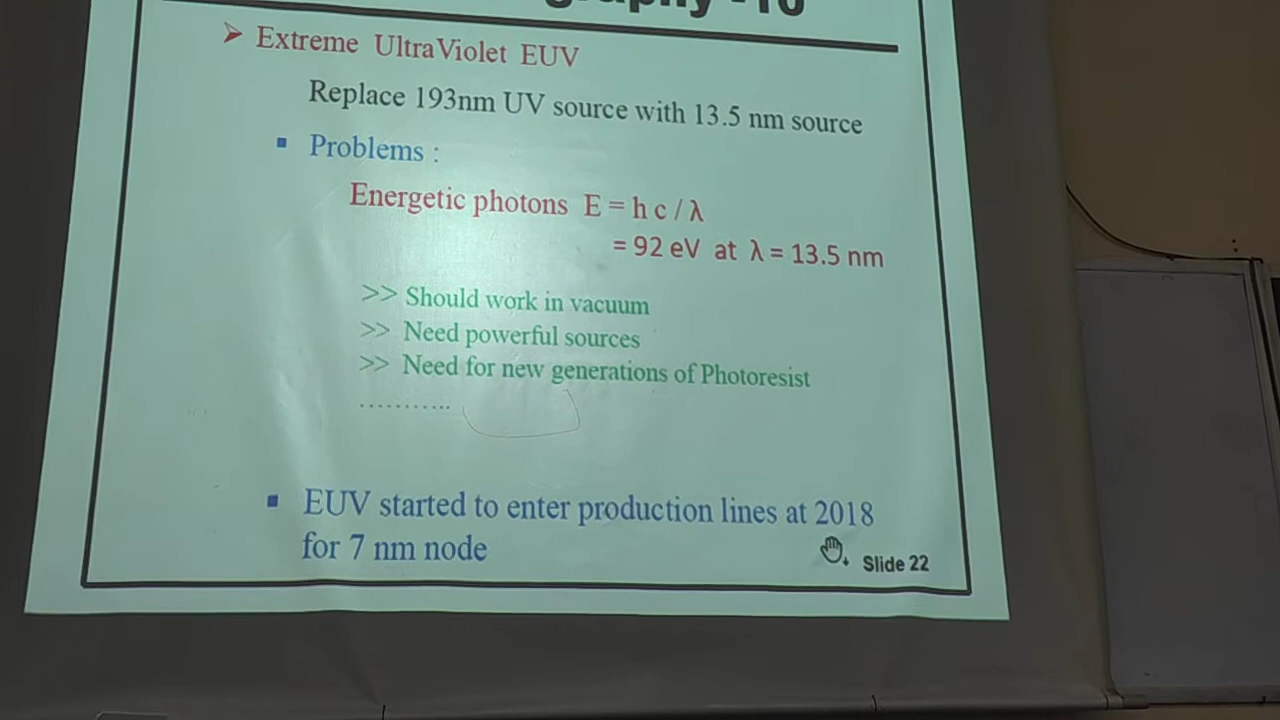 ➢ Extreme UltraViolet EUV
Replace 193nm UV source with 13.5 nm source
▪ Problems :
Energetic photons E = h c / λ
= 92 eV at λ = 13.5 nm
>> Should work in vacuum
>> Need powerful sources
>> Need for new generations of Photoresist
...........
▪ EUV started to enter production lines at 2018
for 7 nm node
Slide 22